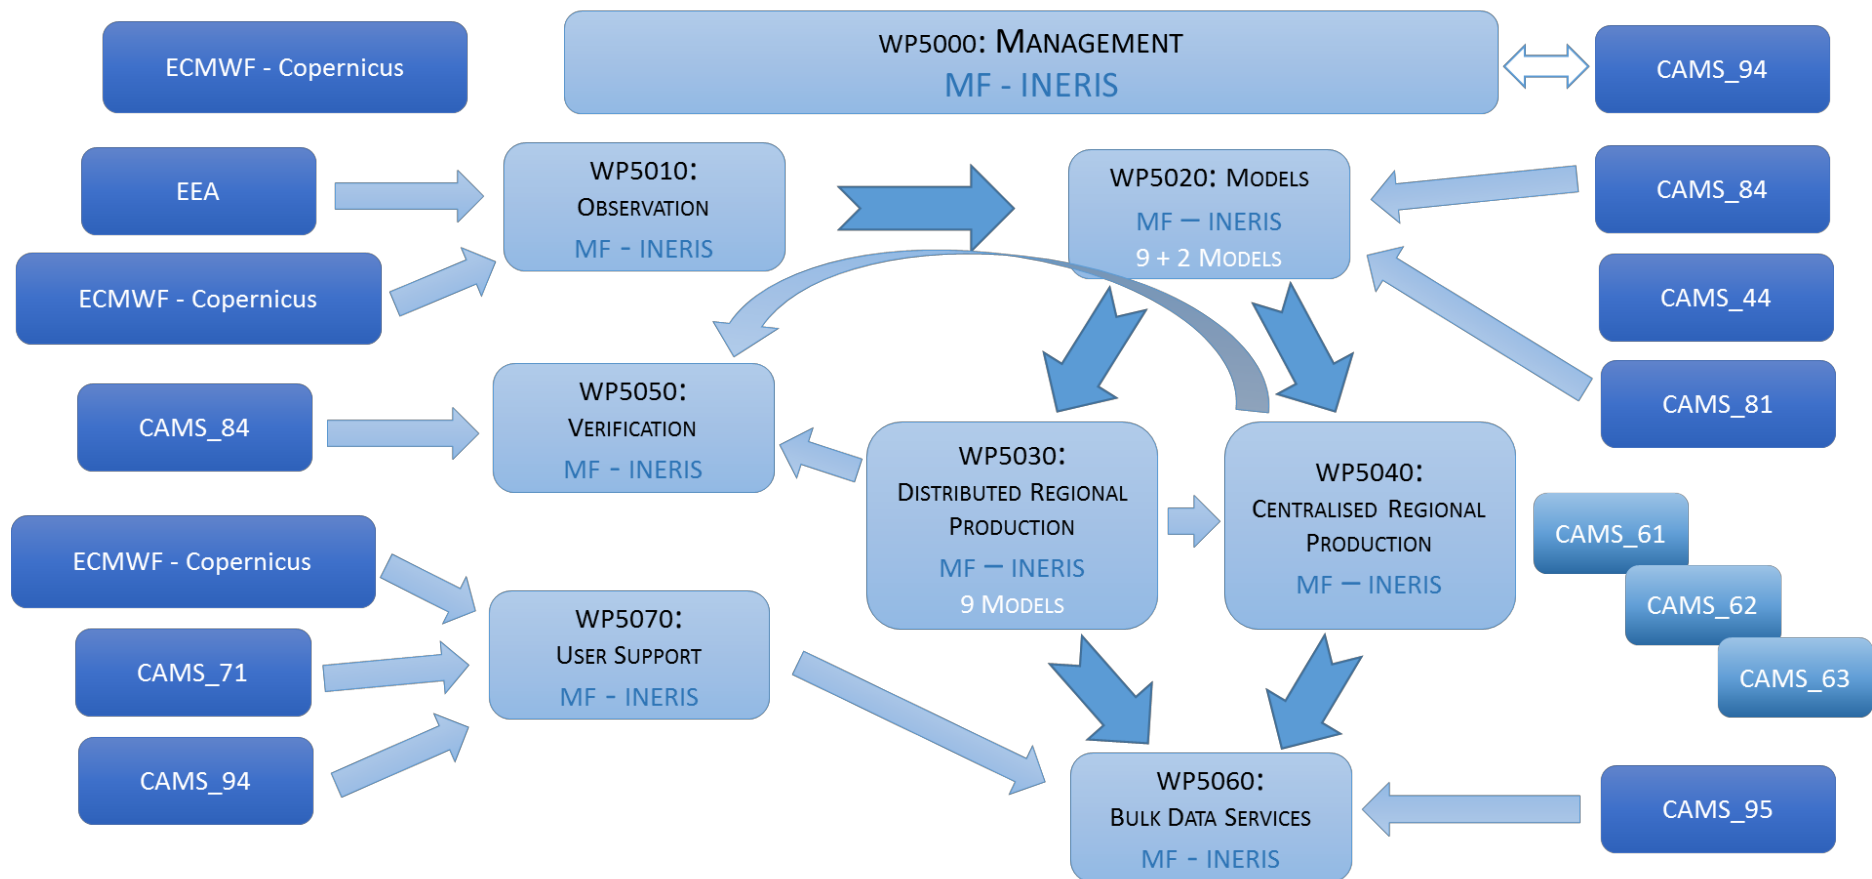 ECMWF - Copernicus
WP5000: Management
MF - INERIS
CAMS_94
EEA
WP5010:
Observation
MF - INERIS
WP5020: Models
MF – INERIS
9 + 2 Models
CAMS_84
ECMWF - Copernicus
CAMS_44
CAMS_84
WP5050:
Verification
MF - INERIS
CAMS_81
WP5030:
Distributed Regional
Production
MF – INERIS
9 Models
WP5040:
Centralised Regional
Production
MF – INERIS
CAMS_61
CAMS_62
CAMS_63
ECMWF - Copernicus
CAMS_71
CAMS_94
WP5070:
User Support
MF - INERIS
WP5060:
Bulk Data Services
MF - INERIS
CAMS_95